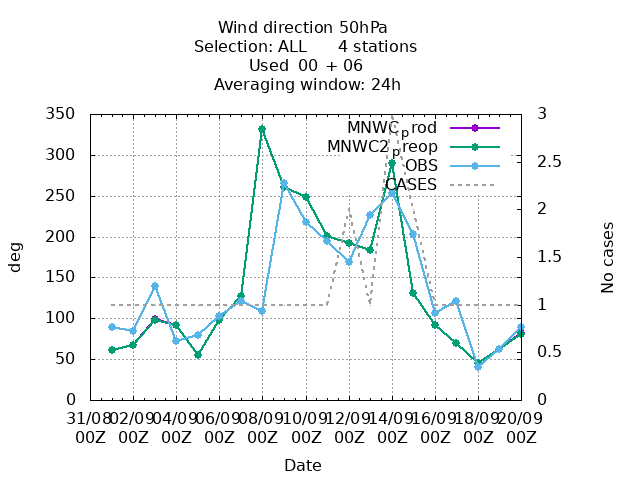 Wind direction 50hPa
Selection: ALL 4 stations
Used 00 + 06
Averaging window: 24h
350
300
250
200
150
100
50
0
deg
3
2.5
2
1.5
1
0.5
0
No cases
MNWCprod
MNWC2preop
OBS
CASES
31/08 02/09 04/09 06/09 08/09 10/09 12/09 14/09 16/09 18/09 20/09
00Z 00Z 00Z 00Z 00Z 00Z 00Z 00Z 00Z 00Z 00Z
Date